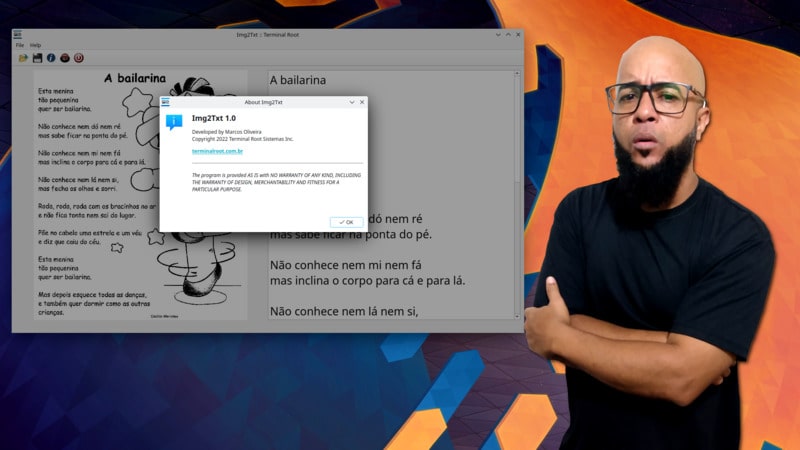 Img2Txt :: Terminal Root
File Help
A bailarina
Esta menina
tão pequenina
quer ser bailarina.
Não conhece nem dó nem ré
mas sabe ficar na ponta do pé.
Não conhece nem mi nem fá
mas inclina o corpo para cá e para lá.
Não conhece nem lá nem si,
mas fecha os olhos e sorri.
Roda, roda, roda com os bracinhos no ar
e não fica tonta nem sai do lugar.
Põe no cabelo uma estrela e um véu
e diz que caiu do céu.
Esta menina
tão pequenina
quer ser bailarina.
Mas depois esquece todas as danças,
e também quer dormir como as outras
crianças.
Cecília Meireles
About Img2Txt
Img2Txt 1.0
Developed by Marcos Oliveira
Copyright 2022 Terminal Root Sistemas Inc.
terminalroot.com.br
The program is provided AS IS with NO WARRANTY OF ANY KIND, INCLUDING
THE WARRANTY OF DESIGN, MERCHANTABILITY AND FITNESS FOR A
PARTICULAR PURPOSE.
OK
A bailarina
dó nem ré
mas sabe ficar na ponta do pé.
Não conhece nem mi nem fá
mas inclina o corpo para cá e para lá.
Não conhece nem lá nem si,